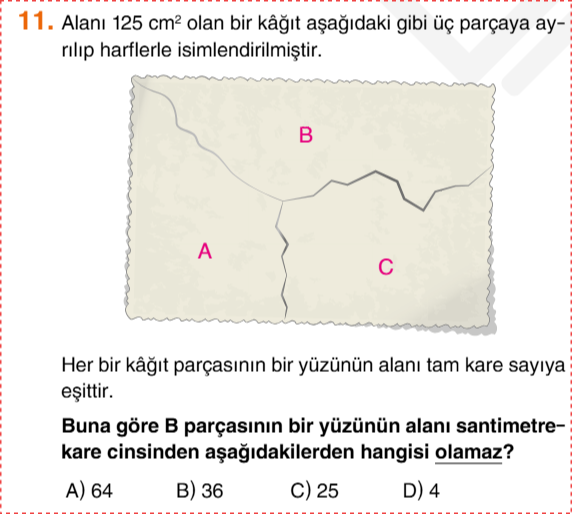 11. Alanı 125 cm² olan bir kâğıt aşağıdaki gibi üç parçaya ay-
rılıp harflerle isimlendirilmiştir.
B
A
C
Her bir kâğıt parçasının bir yüzünün alanı tam kare sayıya
eşittir.
Buna göre B parçasının bir yüzünün alanı santimetre-
kare cinsinden aşağıdakilerden hangisi olamaz?
A) 64 B) 36 C) 25 D) 4